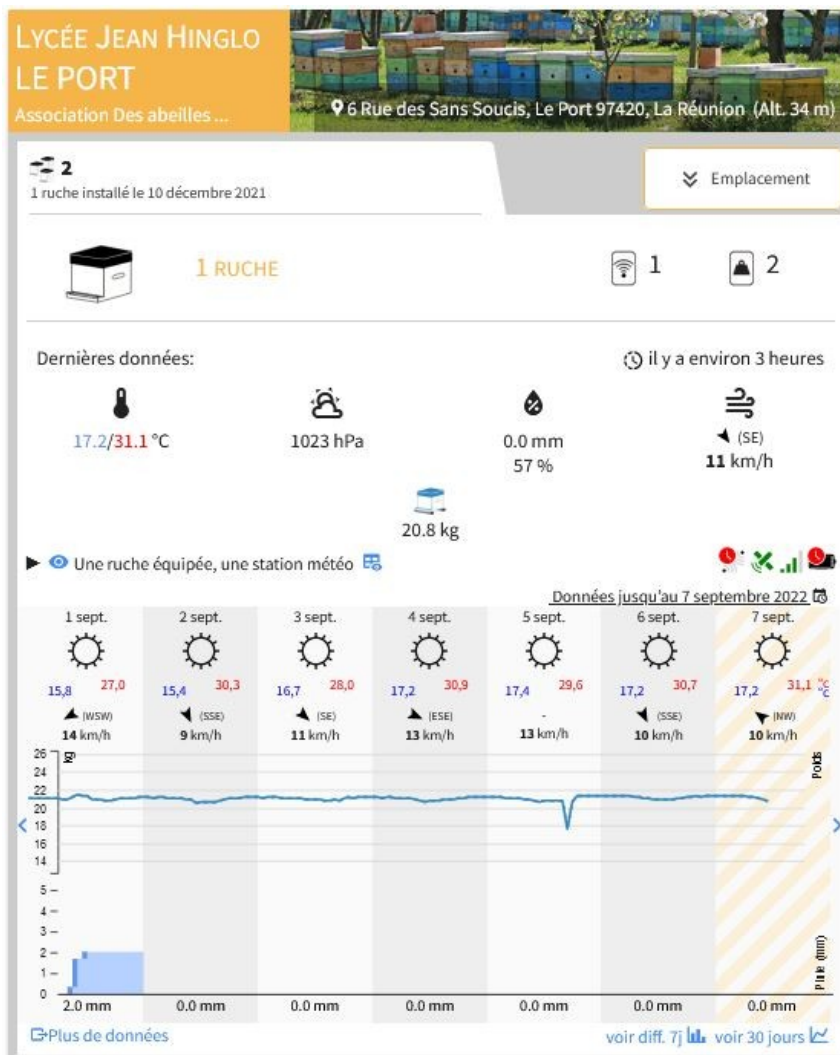 LYCÉE JEAN HINGLO
LE PORT
Association Des abeilles ...
6 Rue des Sans Soucis, Le Port 97420, La Réunion (Alt. 34 m)
2
1 ruche installé le 10 décembre 2021
Emplacement
1 RUCHE
1
2
Dernières données:
il y a environ 3 heures
17.2/31.1 °C
1023 hPa
0.0 mm
57 %
(SE)
11 km/h
20.8 kg
Une ruche équipée, une station météo
Données jusqu'au 7 septembre 2022
1 sept. 2 sept. 3 sept. 4 sept. 5 sept. 6 sept. 7 sept.
15,8 27,0 15,4 30,3 16,7 28,0 17,2 30,9 17,4 29,6 17,2 30,7 17,2 31,1 °C °C
(WSW) (SSE) (SE) (ESE) - (SSE) (NW)
14 km/h 9 km/h 11 km/h 13 km/h 13 km/h 10 km/h 10 km/h
kg
Poids
26
24
22
20
18
16
14
5
4
3
2
1
0
Pluie (mm)
2.0 mm 0.0 mm 0.0 mm 0.0 mm 0.0 mm 0.0 mm 0.0 mm
Plus de données
voir diff. 7j voir 30 jours